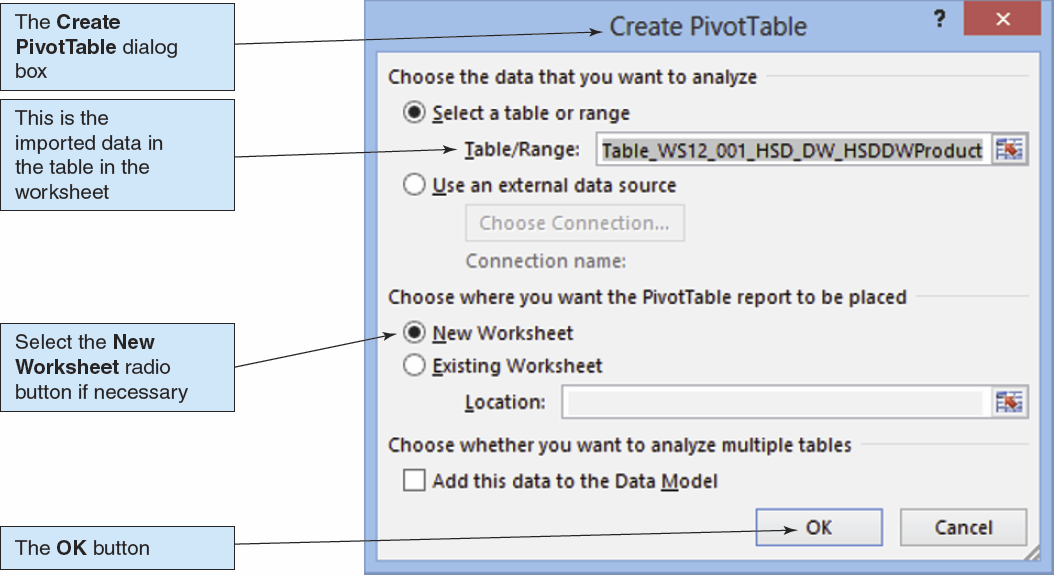 The Create
PivotTable dialog
box
This is the
imported data in
the table in the
worksheet
Select the New
Worksheet radio
button if necessary
The OK button
Create PivotTable
?
Choose the data that you want to analyze
Select a table or range
Table/Range: Table_WS12_001_HSD_DW_HSDDWProduct
Use an external data source
Choose Connection...
Connection name:
Choose where you want the PivotTable report to be placed
New Worksheet
Existing Worksheet
Location:
Choose whether you want to analyze multiple tables
Add this data to the Data Model
OK Cancel